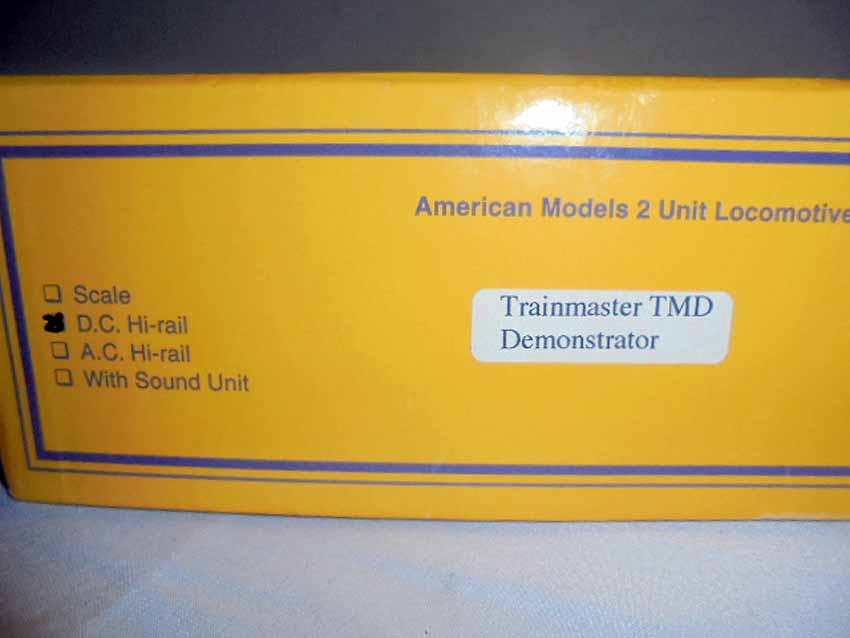 American Models 2 Unit Locomotive
Scale
D.C. Hi-rail
A.C. Hi-rail
With Sound Unit
Trainmaster TMD
Demonstrator